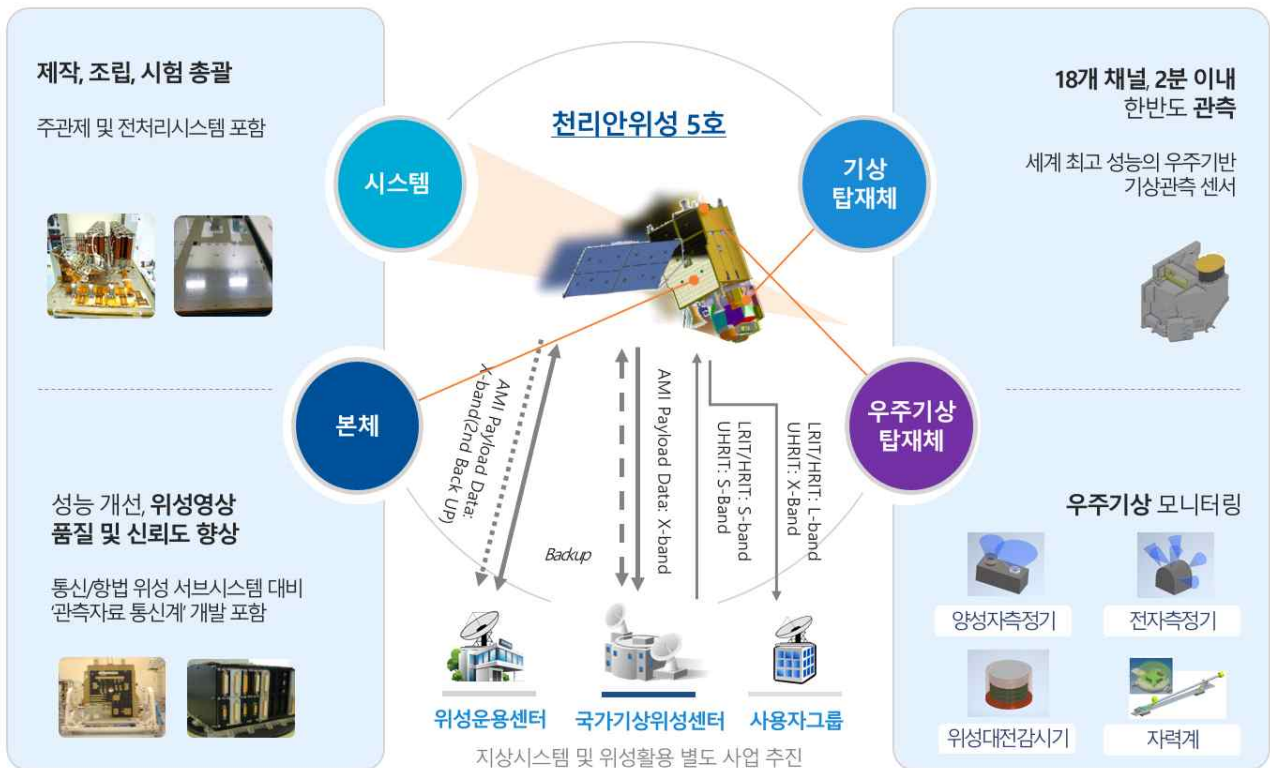 제작, 조립, 시험 총괄
주관제 및 전처리시스템 포함
성능 개선, 위성영상
품질 및 신뢰도 향상
통신/항법 위성 서브시스템 대비
‘관측자료 통신계’ 개발 포함
천리안위성 5호
시스템
기상
탑재체
본체
우주기상
탑재체
AMI Payload Data:
X-band(2nd Back UP)
Backup
AMI Payload Data: X-band
LRIT/HRIT: S-band
UHRIT: S-Band
LRIT/HRIT: L-band
UHRIT: X-Band
위성운용센터
국가기상위성센터
사용자그룹
지상시스템 및 위성활용 별도 사업 추진
18개 채널, 2분 이내
한반도 관측
세계 최고 성능의 우주기반
기상관측 센서
우주기상 모니터링
양성자측정기
전자측정기
위성대전감시기
자력계